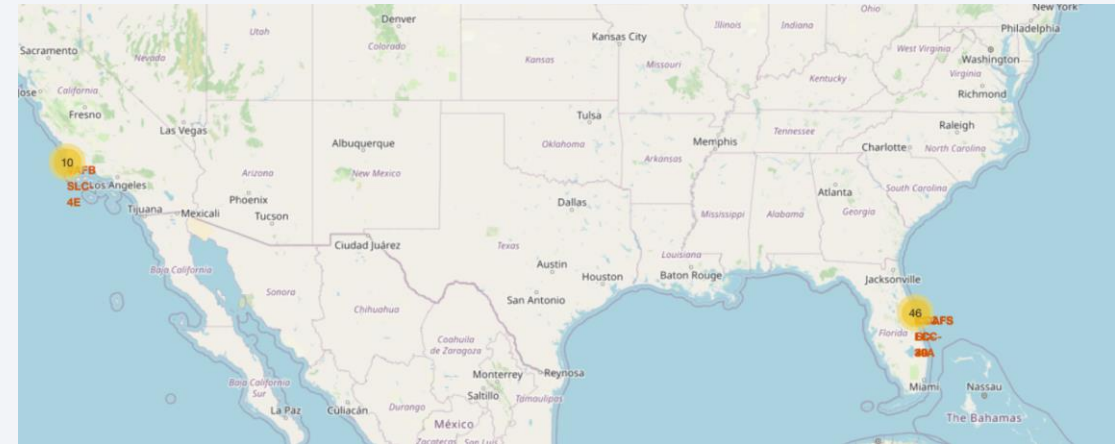 Ohio
New York
Denver
Illinois
Indiana
Philadelphia
Utah
Kansas City
Sacramento
Colorado
West Virginia
Washington
Nevada
Kansas
Missouri
Kentucky
Virginia
Jose
California
Richmond
Fresno
Tulsa
Las Vegas
Raleigh
Albuquerque
Oklahoma
Memphis
Tennessee
Charlotte
North Carolina
10
Arkansas
Arizona
New Mexico
SLC-
Los Angeles
Atlanta
South Carolina
4E
Phoenix
Dallas
Tijuana
Mexicali
Tucson
Mississippi
Alabama
Georgia
Ciudad Juárez
Texas
Louisiana
Baja California
Austin
Houston
Baton Rouge
Jacksonville
Sonora
San Antonio
Chihuahua
46
Florida
Coahuila
de Zaragoza
Monterrey
Reynosa
Baja California
Sur
Saltillo
Tamaulipas
Miami
Nassau
La Paz
Culiacán
Durango
México
The Bahamas
Zacatecas
San Luis